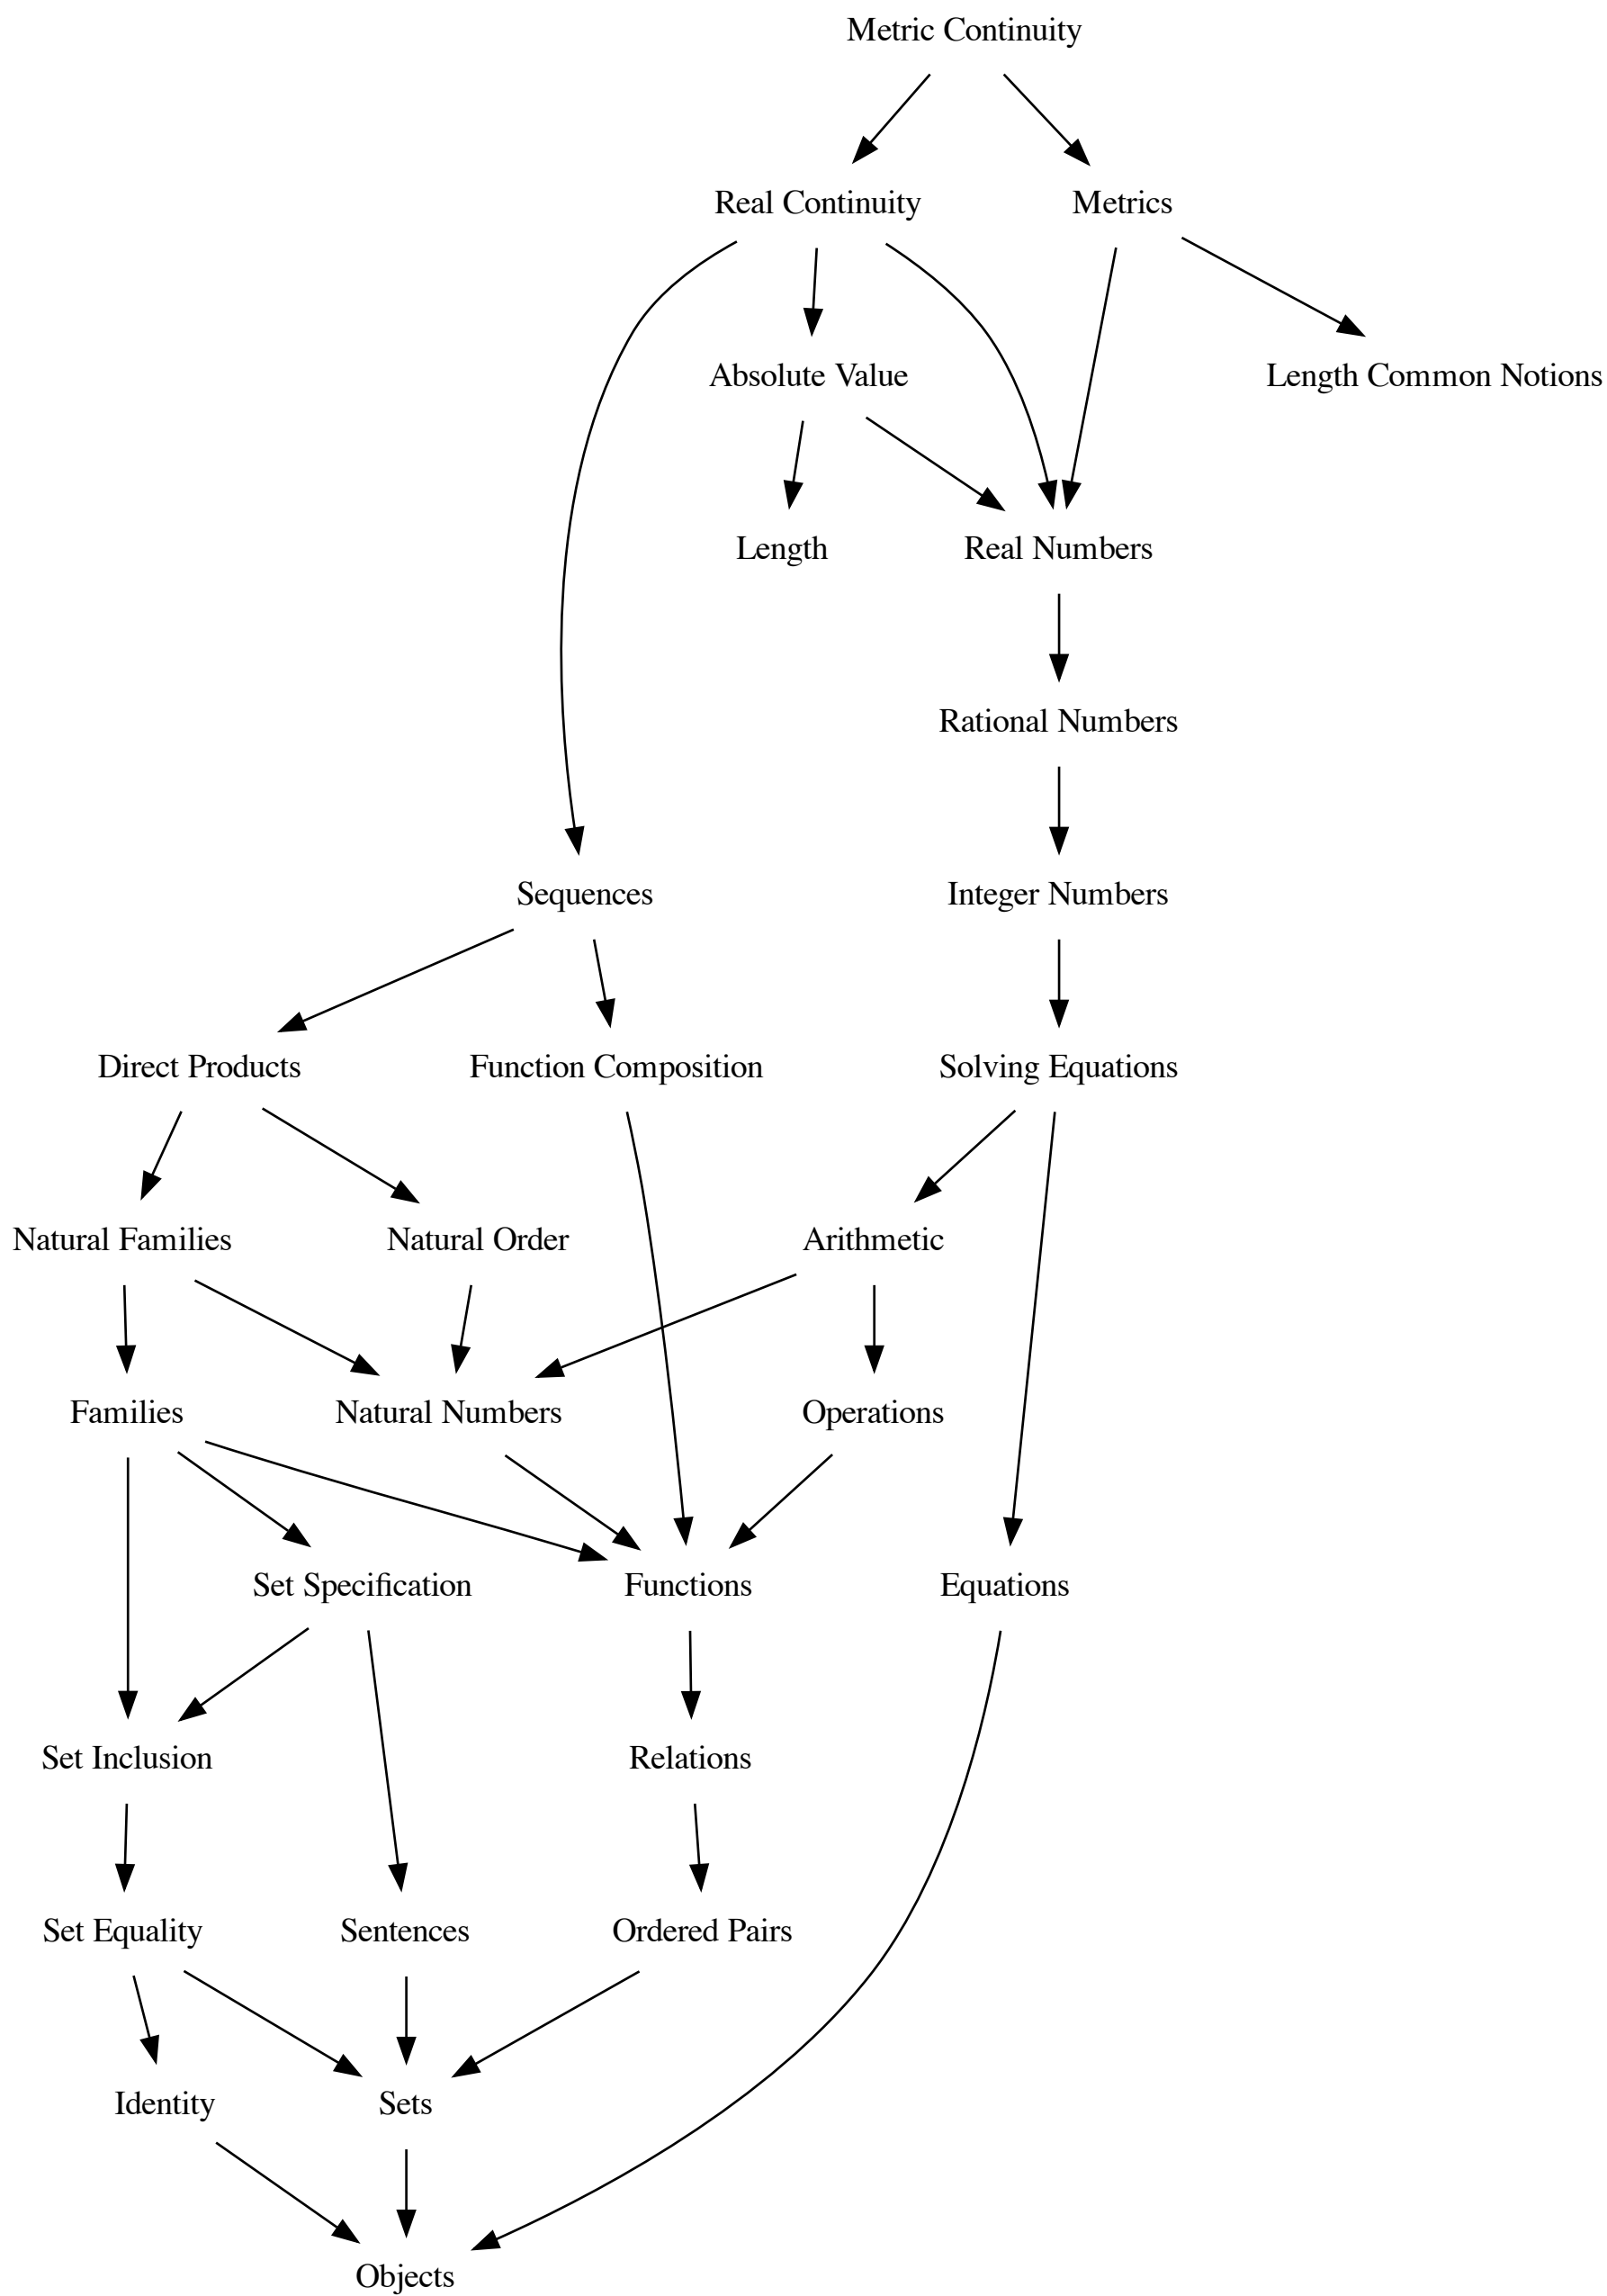 Metric Continuity
Real Continuity
Metrics
Absolute Value
Length Common Notions
Length
Real Numbers
Rational Numbers
Sequences
Integer Numbers
Direct Products
Function Composition
Solving Equations
Natural Families
Natural Order
Arithmetic
Families
Natural Numbers
Operations
Set Specification
Functions
Equations
Set Inclusion
Relations
Set Equality
Sentences
Ordered Pairs
Identity
Sets
Objects